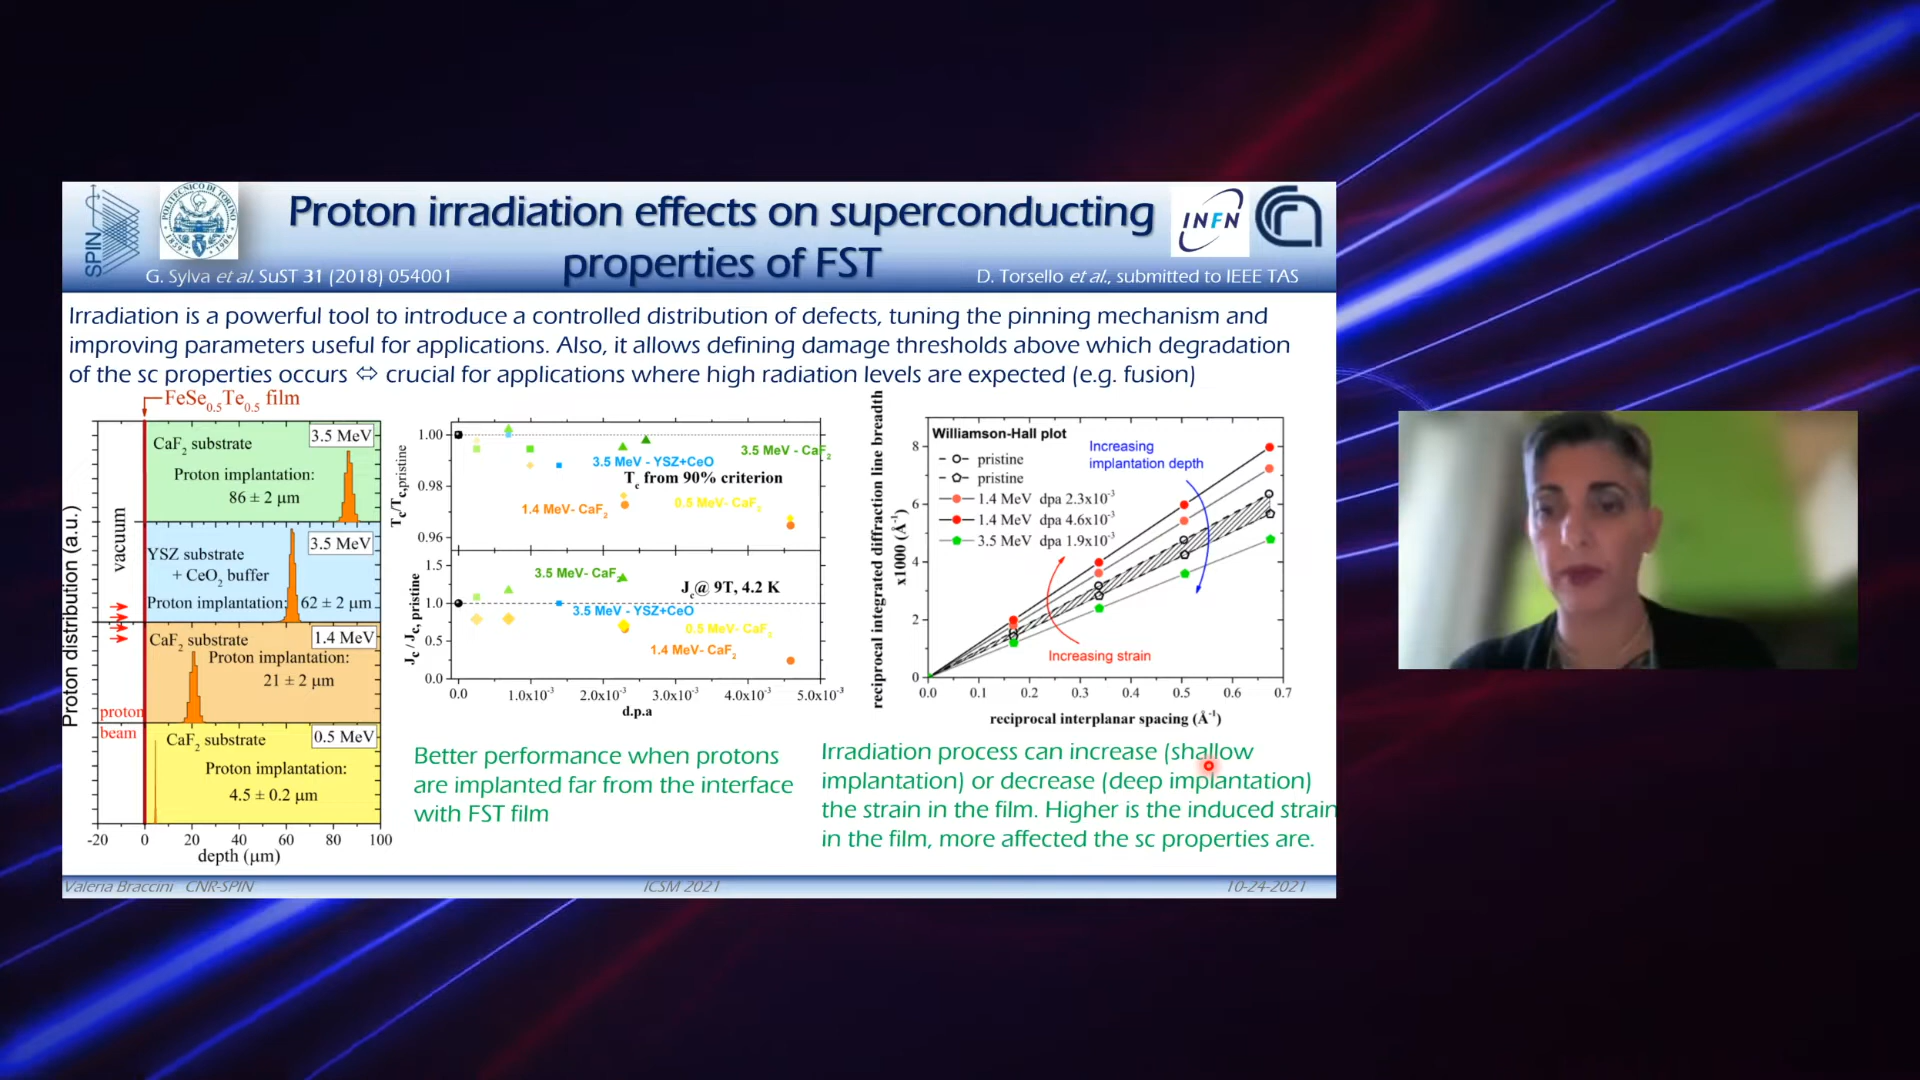 SPIN
POLITECNICO DI TORINO
1859 1906
Proton irradiation effects on superconducting
properties of FST
INFN
G. Sylva et al. SuST 31 (2018) 054001
D. Torsello et al., submitted to IEEE TAS
Irradiation is a powerful tool to introduce a controlled distribution of defects, tuning the pinning mechanism and
improving parameters useful for applications. Also, it allows defining damage thresholds above which degradation
of the sc properties occurs ⇔ crucial for applications where high radiation levels are expected (e.g. fusion)
FeSe0.5Te0.5 film
Proton distribution (a.u.)
vacuum
proton
beam
CaF2 substrate
3.5 MeV
Proton implantation:
86 ± 2 μm
YSZ substrate
3.5 MeV
+ CeO2 buffer
Proton implantation: 62 ± 2 μm
CaF2 substrate
1.4 MeV
Proton implantation:
21 ± 2 μm
CaF2 substrate
0.5 MeV
Proton implantation:
4.5 ± 0.2 μm
-20 0 20 40 60 80 100
depth (μm)
Tc/Tc,pristine
1.00
0.98
0.96
3.5 MeV - CaF2
3.5 MeV - YSZ+CeO
Tc from 90% criterion
1.4 MeV- CaF2
0.5 MeV- CaF2
Jc / Jc, pristine
1.5
1.0
0.5
0.0
3.5 MeV- CaF2
Jc@ 9T, 4.2 K
3.5 MeV - YSZ+CeO
0.5 MeV- CaF2
1.4 MeV- CaF2
0.0 1.0x10-3 2.0x10-3 3.0x10-3 4.0x10-3 5.0x10-3
d.p.a
reciprocal integrated diffraction line breadth
x1000 (Å-1)
Williamson-Hall plot
pristine
pristine
1.4 MeV dpa 2.3x10-3
1.4 MeV dpa 4.6x10-3
3.5 MeV dpa 1.9x10-3
Increasing
implantation depth
Increasing strain
8
6
4
2
0
0.0 0.1 0.2 0.3 0.4 0.5 0.6 0.7
reciprocal interplanar spacing (Å-1)
Better performance when protons
are implanted far from the interface
with FST film
Irradiation process can increase (shallow
implantation) or decrease (deep implantation)
the strain in the film. Higher is the induced strain
in the film, more affected the sc properties are.
Valeria Braccini CNR-SPIN
ICSM 2021
10-24-2021